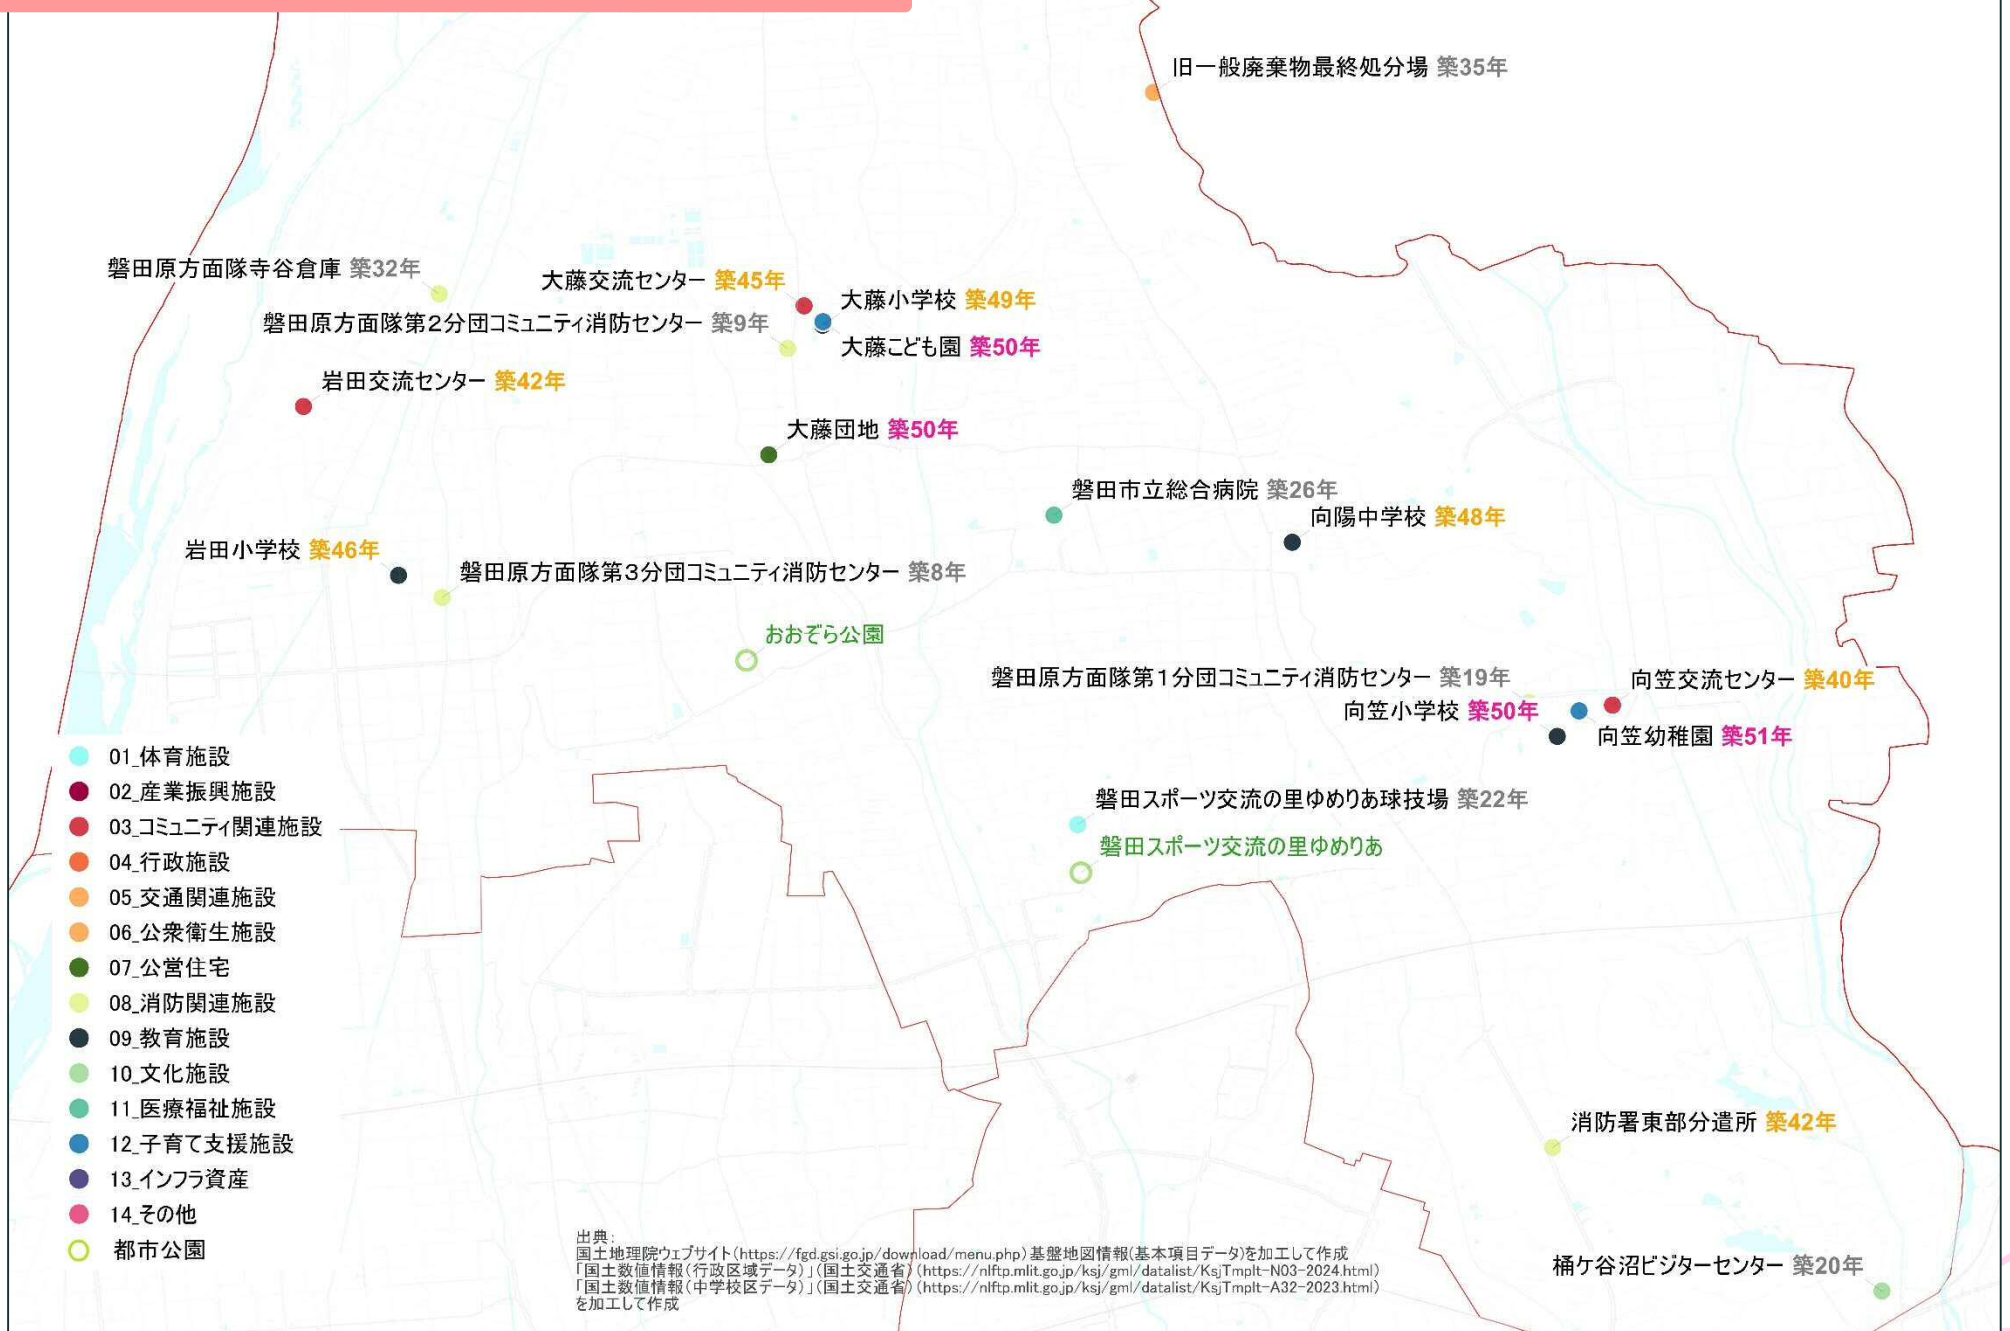 旧一般廃棄物最終処分場 築35年
磐田原方面隊寺谷倉庫 築32年
大藤交流センター 築45年
大藤小学校 築49年
磐田原方面隊第2分団コミュニティ消防センター 築9年
大藤こども園 築50年
岩田交流センター 築42年
大藤団地 築50年
磐田市立総合病院 築26年
向陽中学校 築48年
岩田小学校 築46年
磐田原方面隊第3分団コミュニティ消防センター 築8年
おおぞら公園
磐田原方面隊第1分団コミュニティ消防センター 築19年
向笠交流センター 築40年
向笠小学校 築50年
向笠幼稚園 築51年
磐田スポーツ交流の里ゆめりあ球技場 築22年
磐田スポーツ交流の里ゆめりあ
01_体育施設
02_産業振興施設
03_コミュニティ関連施設
04_行政施設
05_交通関連施設
06_公衆衛生施設
07_公営住宅
08_消防関連施設
09_教育施設
10_文化施設
11_医療福祉施設
12_子育て支援施設
13_インフラ資産
14_その他
都市公園
消防署東部分遣所 築42年
桶ケ谷沼ビジターセンター 築20年
出典:
国土地理院ウェブサイト(https://fgd.gsi.go.jp/download/menu.php)基盤地図情報(基本項目データ)を加工して作成
「国土数値情報(行政区域データ)」(国土交通省)(https://nlftp.mlit.go.jp/ksj/gml/datalist/KsjTmplt-N03-2024.html)
「国土数値情報(中学校区データ)」(国土交通省)(https://nlftp.mlit.go.jp/ksj/gml/datalist/KsjTmplt-A32-2023.html)
を加工して作成